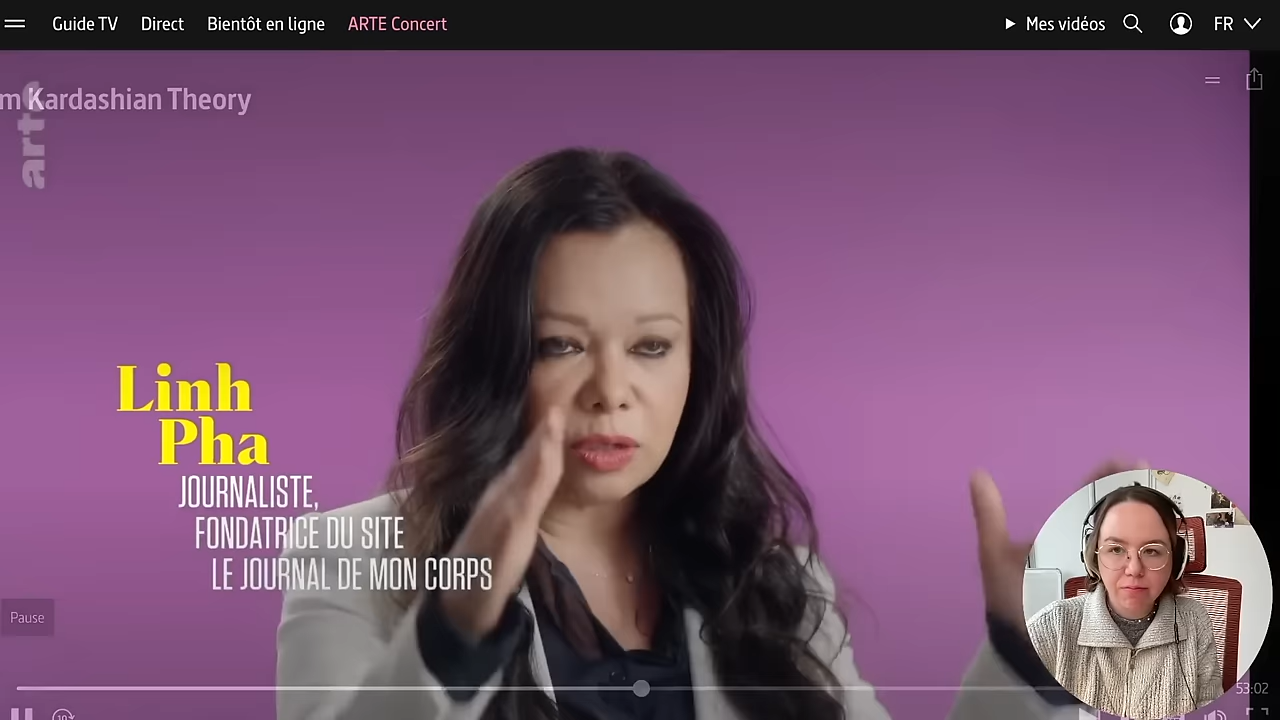 Guide TV
Direct
Bientôt en ligne
ARTE Concert
Mes vidéos
FR
m Kardashian Theory
arte
Linh
Pha
JOURNALISTE,
FONDATRICE DU SITE
LE JOURNAL DE MON CORPS
Pause
10
53:02